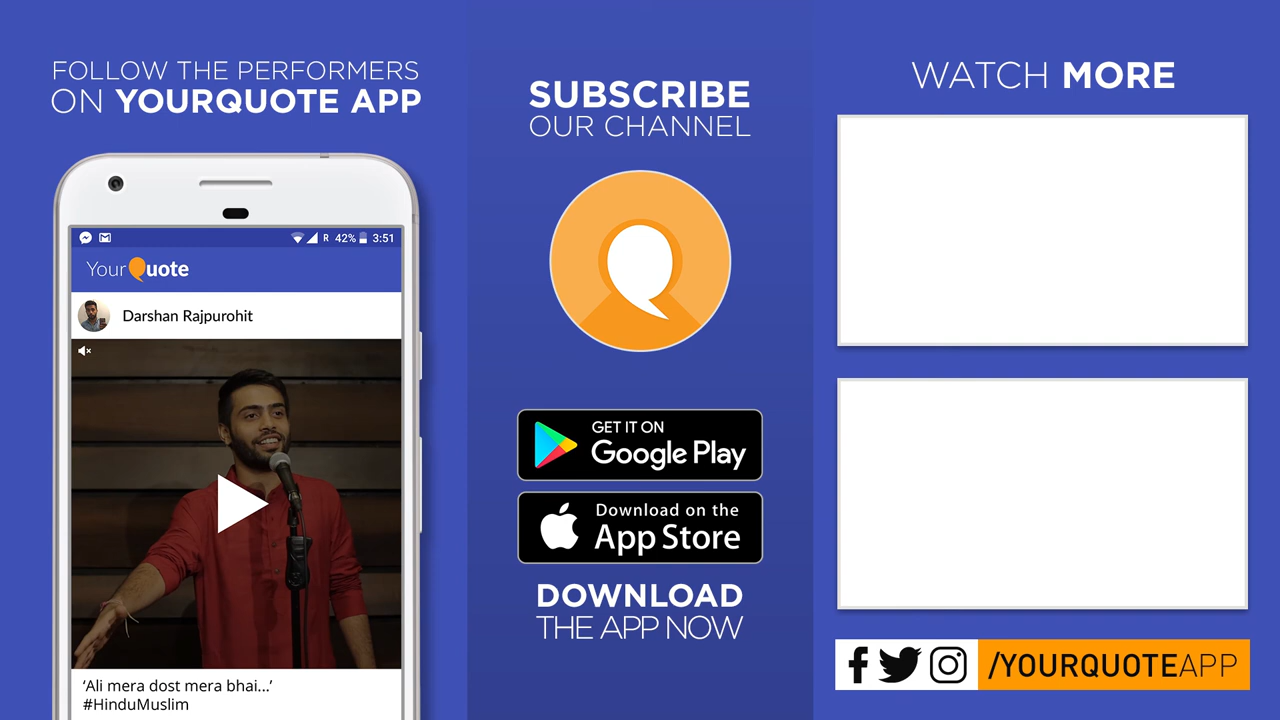 FOLLOW THE PERFORMERS
ON YOURQUOTE APP
R 42% 3:51
YourQuote
Darshan Rajpurohit
'Ali mera dost mera bhai...'
#HinduMuslim
SUBSCRIBE
OUR CHANNEL
GET IT ON
Google Play
Download on the
App Store
DOWNLOAD
THE APP NOW
WATCH MORE
/YOURQUOTEAPP